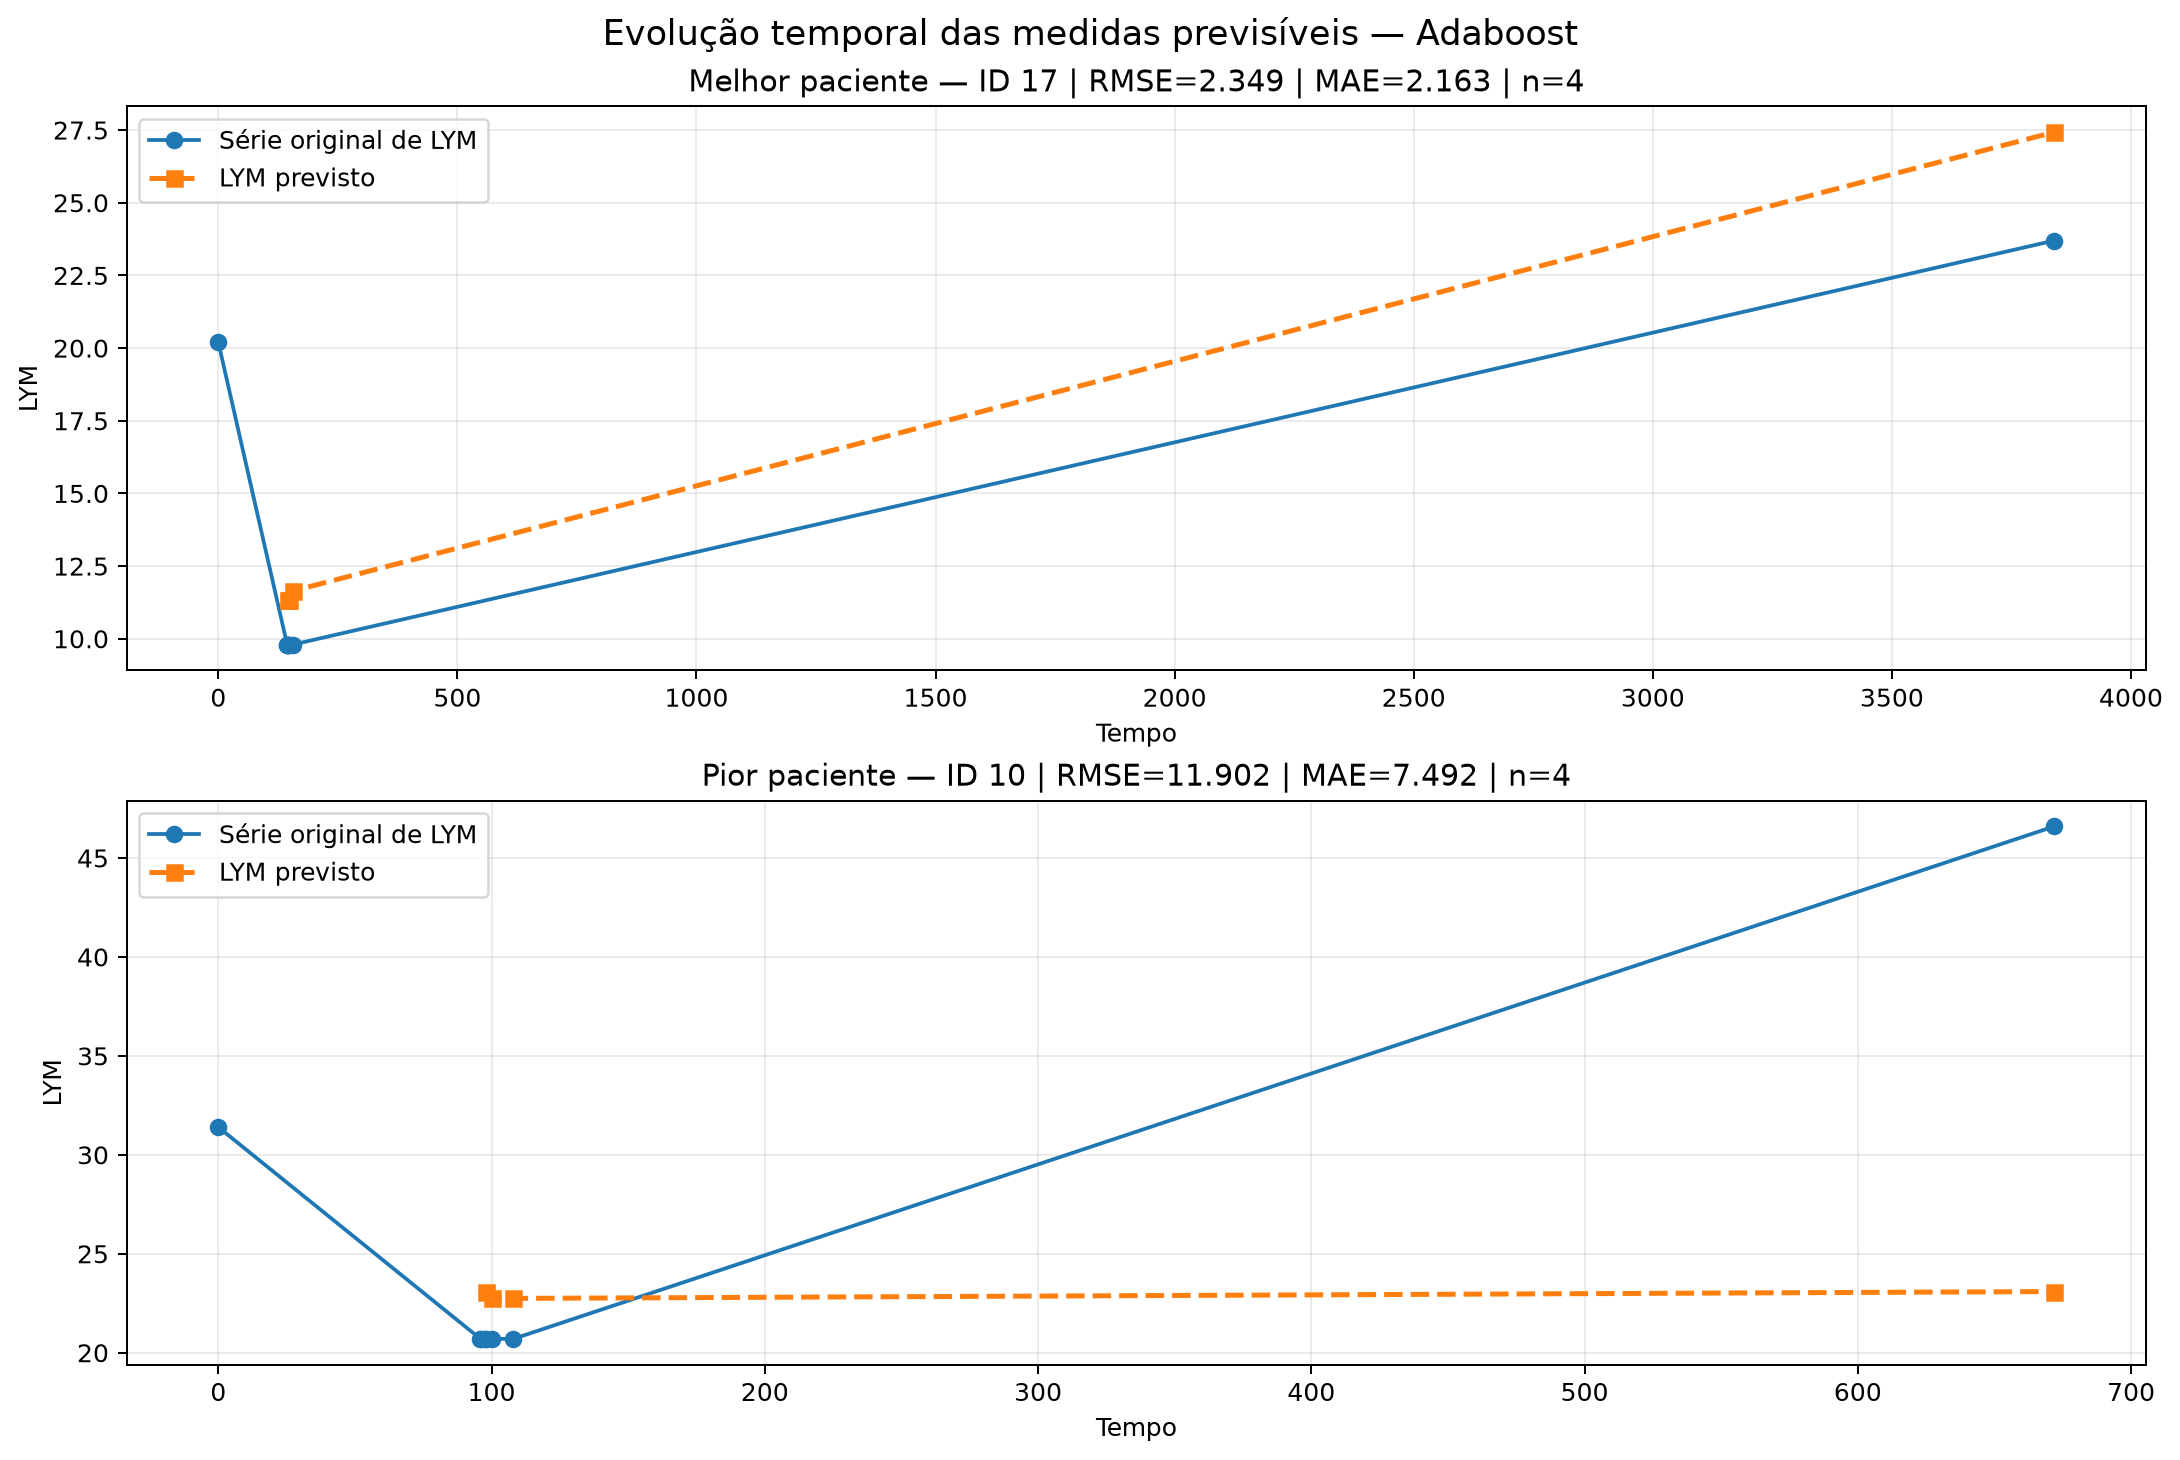 Evolução temporal das medidas previsíveis — Adaboost
Melhor paciente — ID 17 | RMSE=2.349 | MAE=2.163 | n=4
Série original de LYM
LYM previsto
27.5
25.0
22.5
20.0
17.5
15.0
12.5
10.0
LYM
0 500 1000 1500 2000 2500 3000 3500 4000
Tempo
Pior paciente — ID 10 | RMSE=11.902 | MAE=7.492 | n=4
Série original de LYM
LYM previsto
45
40
35
30
25
20
LYM
0 100 200 300 400 500 600 700
Tempo